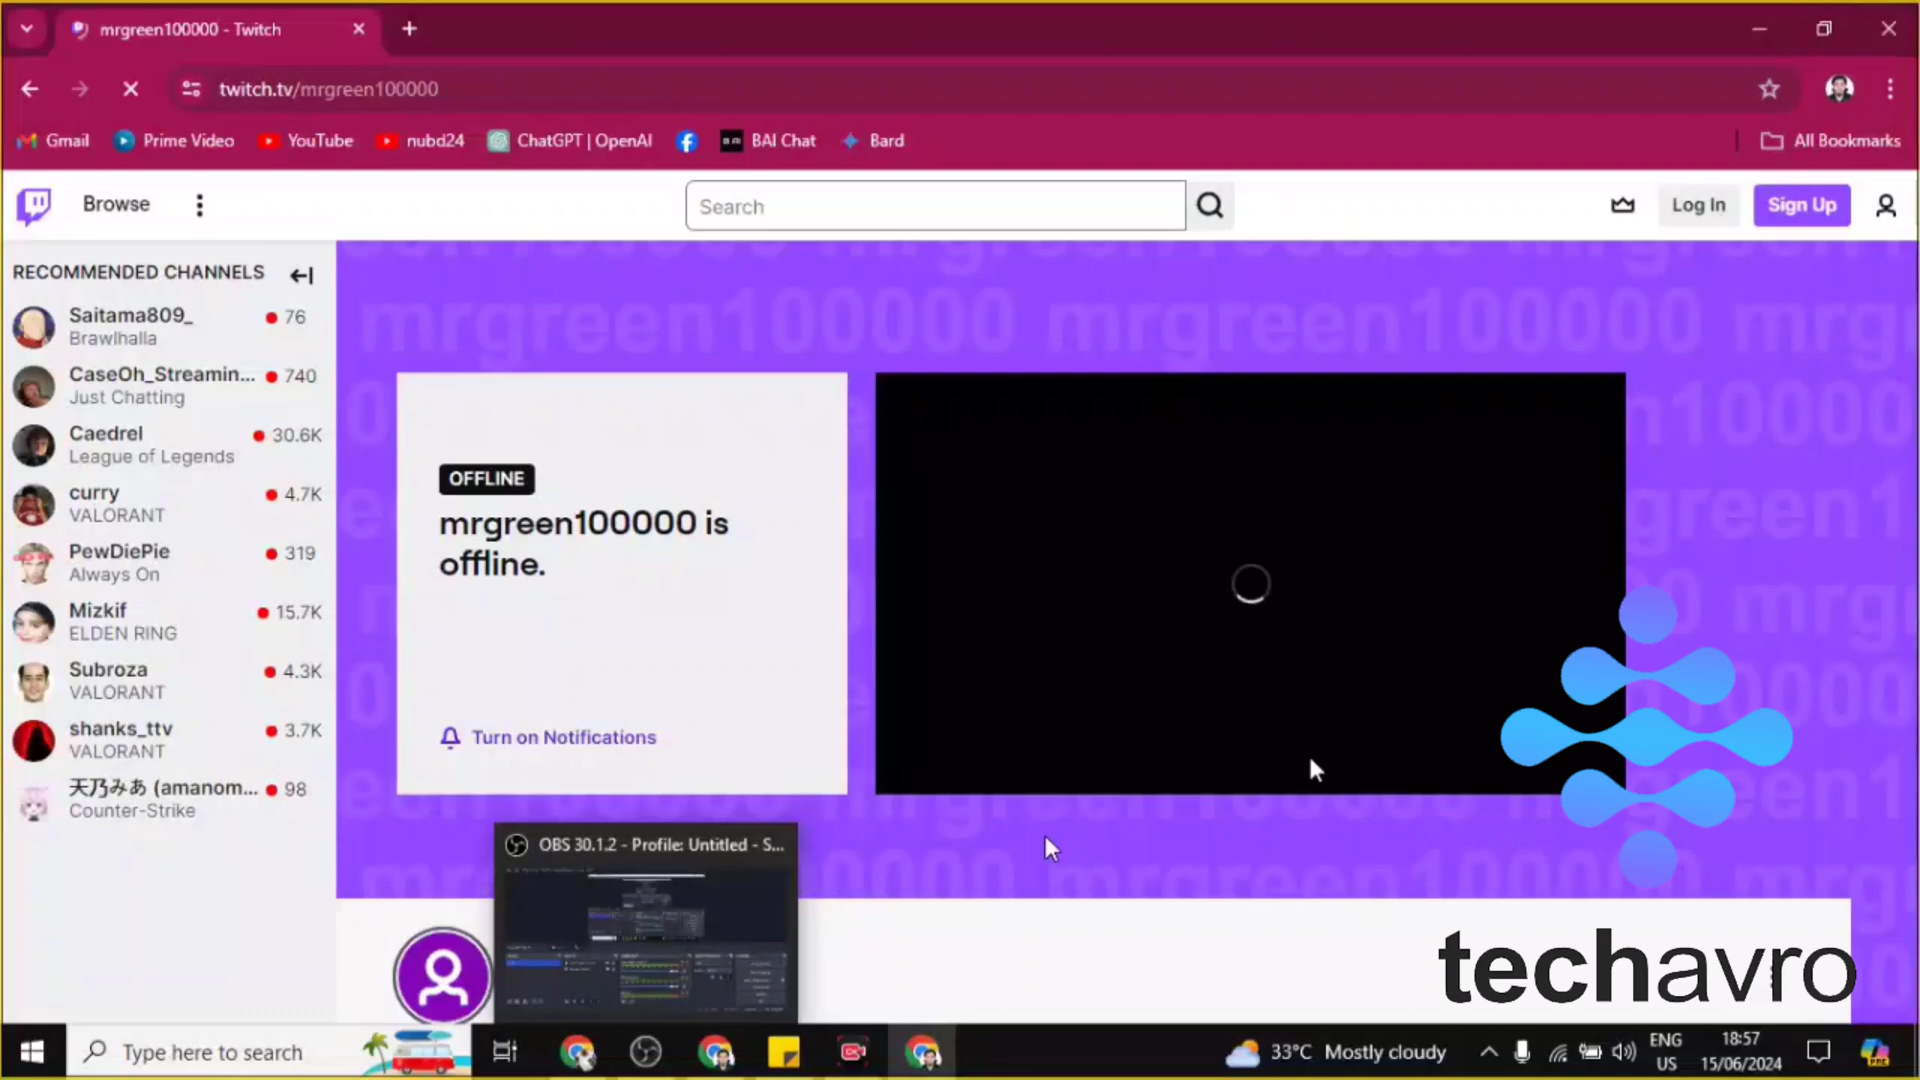 mrgreen100000 - Twitch
twitch.tv/mrgreen100000
Gmail
Prime Video
YouTube
nubd24
ChatGPT | OpenAI
BAI Chat
Bard
All Bookmarks
Browse
Search
Log In
Sign Up
RECOMMENDED CHANNELS
Saitama809_
76
Brawlhalla
CaseOh_Streamin...
740
Just Chatting
Caedrel
30.6K
League of Legends
curry
4.7K
VALORANT
PewDiePie
319
Always On
Mizkif
15.7K
ELDEN RING
Subroza
4.3K
VALORANT
shanks_ttv
3.7K
VALORANT
天乃みあ (amanom...
98
Counter-Strike
mrgreen100000 mrgreen100000
OFFLINE
mrgreen100000 is
offline.
Turn on Notifications
OBS 30.1.2 - Profile: Untitled - S...
techavro
Type here to search
33°C Mostly cloudy
ENG
US
18:57
15/06/2024